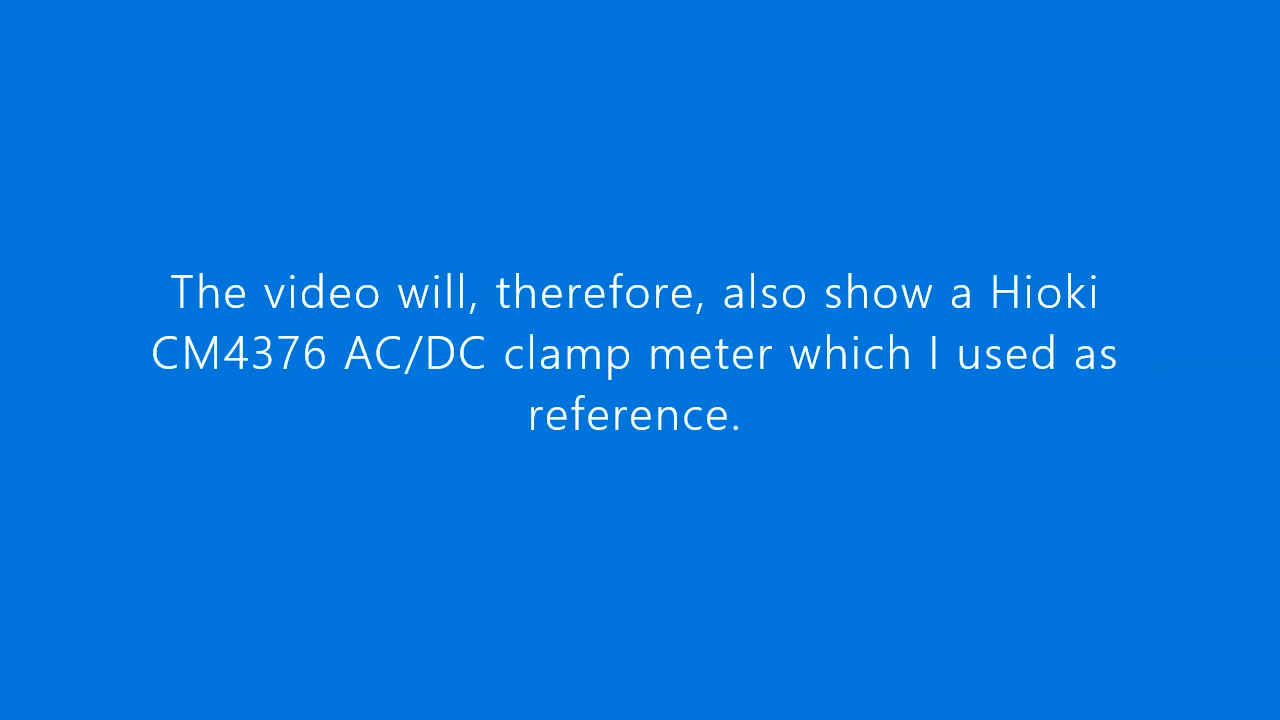 The video will, therefore, also show a Hioki
CM4376 AC/DC clamp meter which I used as
reference.